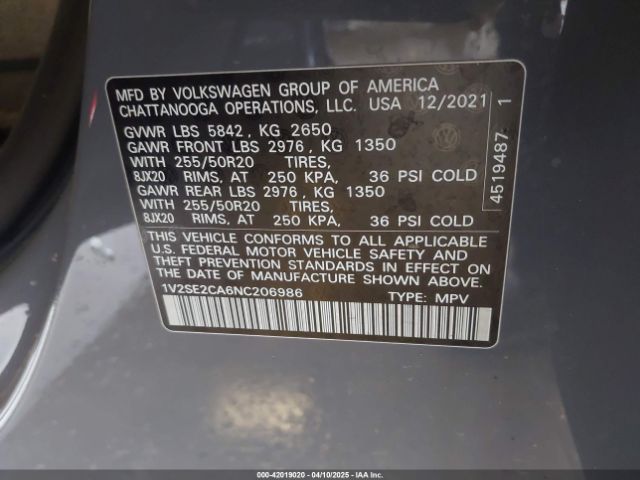 MFD BY VOLKSWAGEN GROUP OF AMERICA
CHATTANOOGA OPERATIONS, LLC. USA 12/2021
GVWR LBS 5842, KG 2650
GAWR FRONT LBS 2976, KG 1350
WITH 255/50R20 TIRES,
8JX20 RIMS, AT 250 KPA, 36 PSI COLD
GAWR REAR LBS 2976, KG 1350
WITH 255/50R20 TIRES,
8JX20 RIMS, AT 250 KPA, 36 PSI COLD
THIS VEHICLE CONFORMS TO ALL APPLICABLE
U.S. FEDERAL MOTOR VEHICLE SAFETY AND
THEFT PREVENTION STANDARDS IN EFFECT ON
THE DATE OF MANUFACTURE SHOWN ABOVE.
1V2SE2CA6NC206986 TYPE: MPV
4519487 1
000-42019020 - 04/10/2025 - IAA Inc.